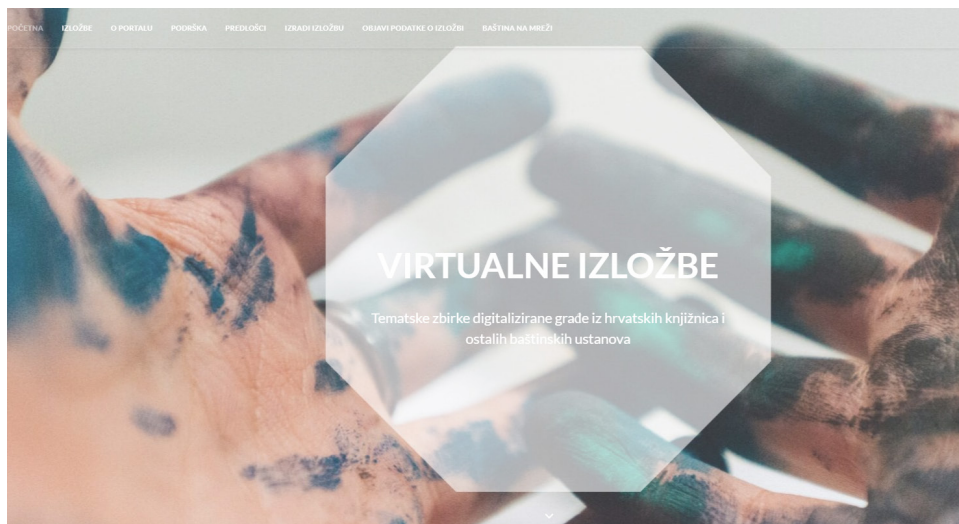 POČETNA IZLOŽBE O PORTALU PODRŠKA PREDLOŠCI IZRADI IZLOŽBU OBJAVI PODATKE O IZLOŽBI BAŠTINA NA MREŽI
VIRTUALNE IZLOŽBE
Tematske zbirke digitalizirane građe iz hrvatskih knjižnica i
ostalih baštinskih ustanova